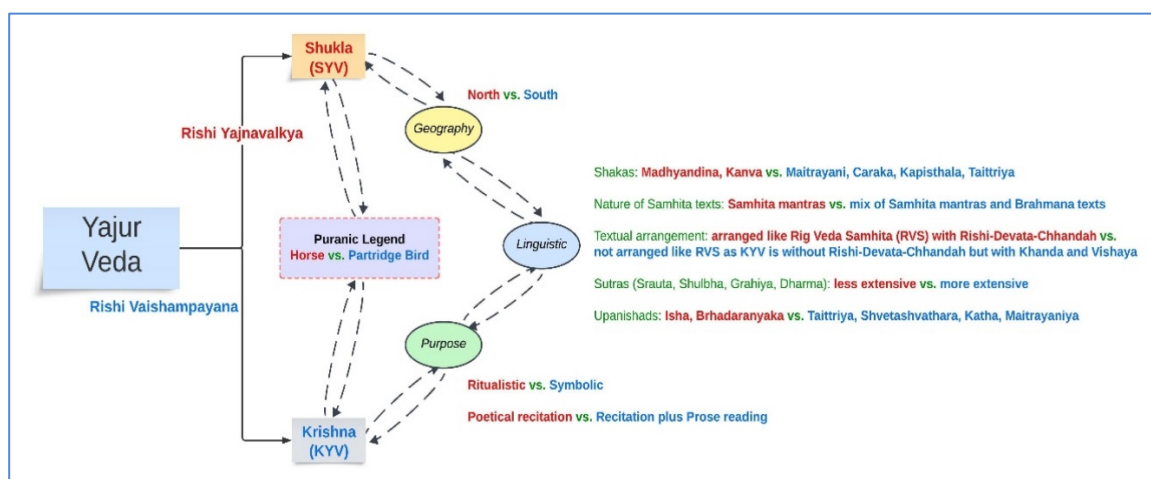 Shukla
(SYV)
North vs. South
Geography
Rishi Yajnavalkya
Shakas: Madhyandina, Kanva vs. Maitrayani, Caraka, Kapisthala, Taittriya
Nature of Samhita texts: Samhita mantras vs. mix of Samhita mantras and Brahmana texts
Yajur
Veda
Puranic Legend
Horse vs. Partridge Bird
Linguistic
Textual arrangement: arranged like Rig Veda Samhita (RVS) with Rishi-Devata-Chhandah vs.
not arranged like RVS as KYV is without Rishi-Devata-Chhandah but with Khanda and Vishaya
Sutras (Srauta, Shulbha, Grahiya, Dharma): less extensive vs. more extensive
Rishi Vaishampayana
Upanishads: Isha, Brhadaranyaka vs. Taittriya, Shvetashvathara, Katha, Maitrayaniya
Purpose
Ritualistic vs. Symbolic
Poetical recitation vs. Recitation plus Prose reading
Krishna
(KYV)